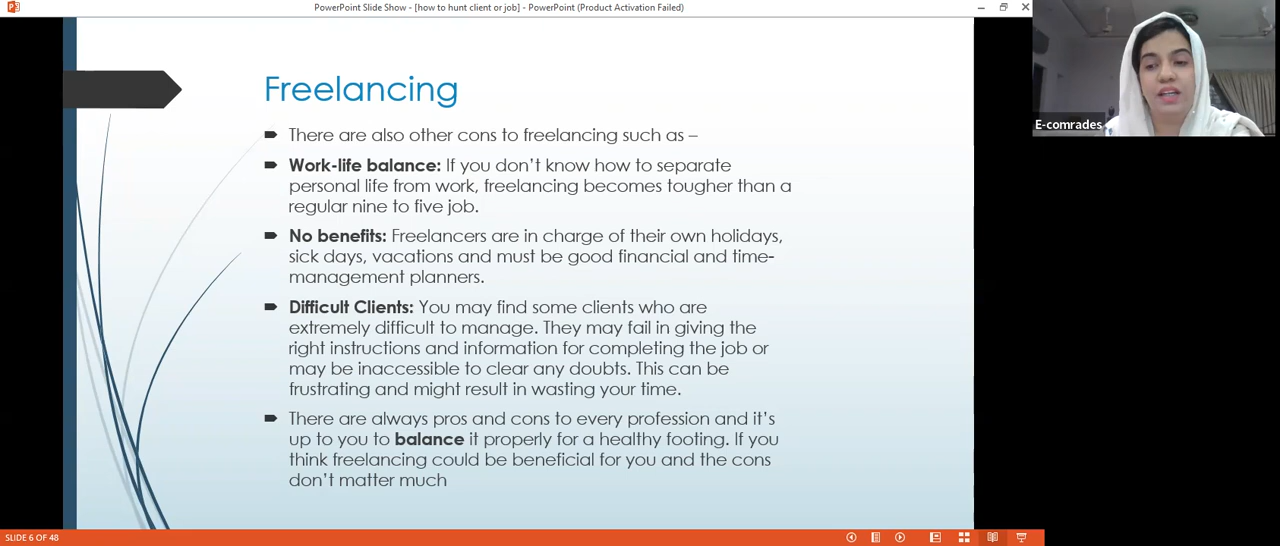 PowerPoint Slide Show - [how to hunt client or job] - PowerPoint (Product Activation Failed)
E-comrades
Freelancing
There are also other cons to freelancing such as –
Work-life balance: If you don’t know how to separate
personal life from work, freelancing becomes tougher than a
regular nine to five job.
No benefits: Freelancers are in charge of their own holidays,
sick days, vacations and must be good financial and time-
management planners.
Difficult Clients: You may find some clients who are
extremely difficult to manage. They may fail in giving the
right instructions and information for completing the job or
may be inaccessible to clear any doubts. This can be
frustrating and might result in wasting your time.
There are always pros and cons to every profession and it’s
up to you to balance it properly for a healthy footing. If you
think freelancing could be beneficial for you and the cons
don’t matter much
SLIDE 6 OF 48